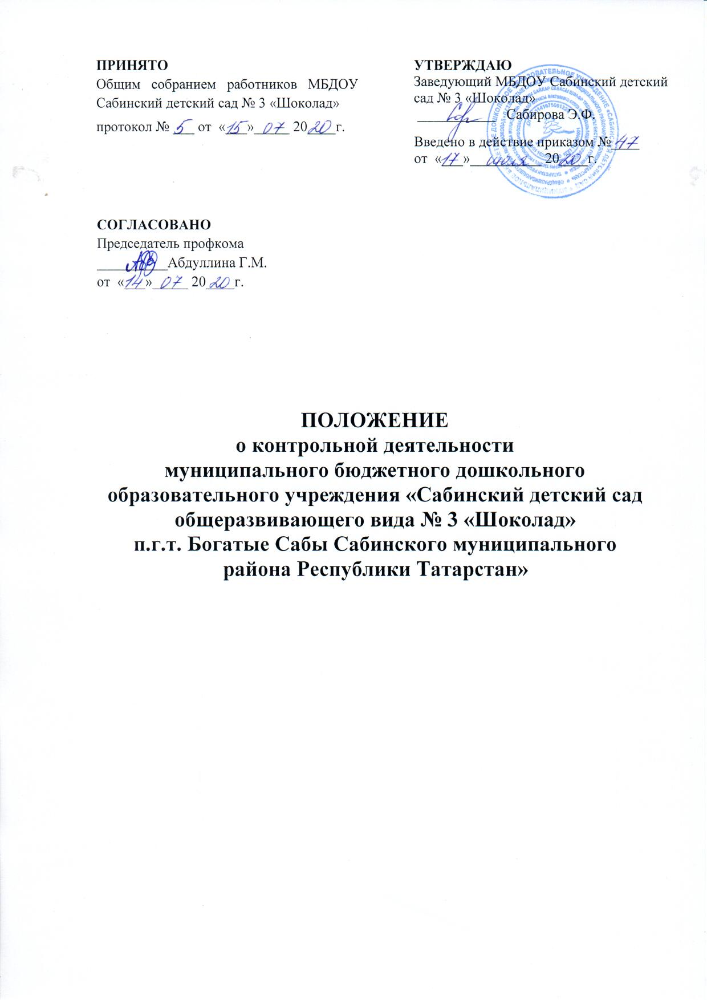 ПРИНЯТО
Общим собранием работников МБДОУ
Сабинский детский сад № 3 «Шоколад»
протокол № 5 от «15» 07 2020 г.
УТВЕРЖДАЮ
Заведующий МБДОУ Сабинский детский
сад № 3 «Шоколад»
___________ Сабирова Э.Ф.
Введено в действие приказом № 47
от «17» июля 2020 г.
СОГЛАСОВАНО
Председатель профкома
__________Абдуллина Г.М.
от «14» 07 2020 г.
ПОЛОЖЕНИЕ
о контрольной деятельности
муниципального бюджетного дошкольного
образовательного учреждения «Сабинский детский сад
общеразвивающего вида № 3 «Шоколад»
п.г.т. Богатые Сабы Сабинского муниципального
района Республики Татарстан»